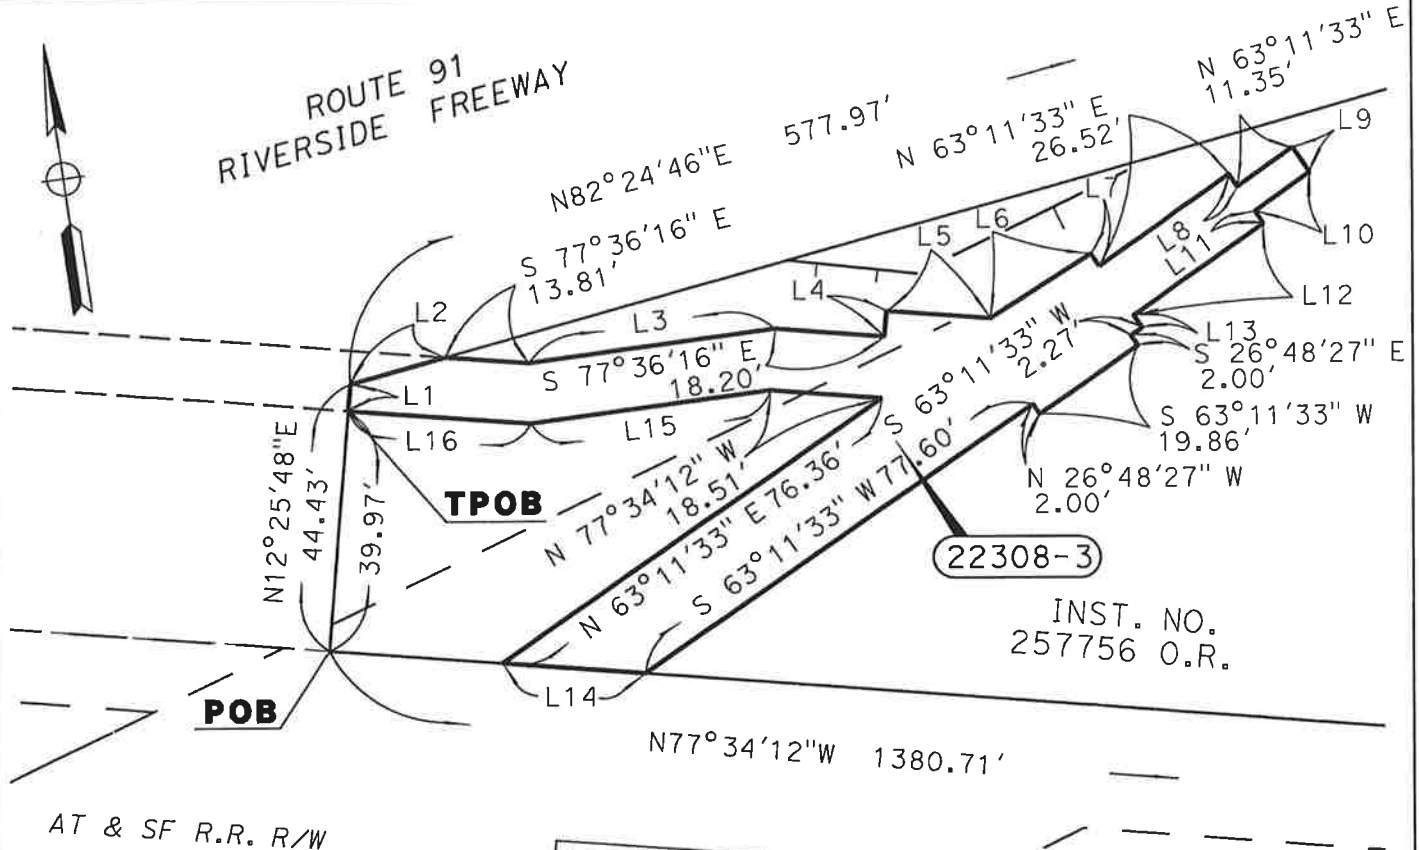 ROUTE 91
RIVERSIDE FREEWAY
N82°24'46"E 577.97'
N 63°11'33" E
26.52'
N 63°11'33" E
11.35'
S 77°36'16" E
13.81'
L9
L7
L6
L5
L4
L8
L11
L10
L12
L13
L2
L3
S 77°36'16" E
18.20'
L1
L16
L15
S 63°11'33" W
2.27'
S 26°48'27" E
2.00'
S 63°11'33" W
19.86'
N 26°48'27" W
2.00'
N12°25'48"E
44.43'
39.97'
TPOB
N 77°34'12" W
18.51'
N 63°11'33" E 76.36'
S 63°11'33" W 77.60'
22308-3
INST. NO.
257756 O.R.
L14
POB
N77°34'12"W 1380.71'
AT & SF R.R. R/W